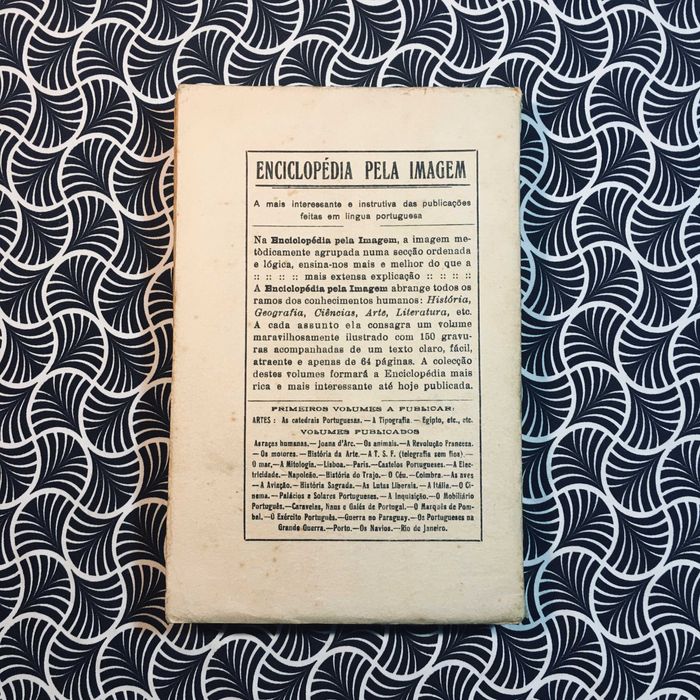 ENCICLOPÉDIA PELA IMAGEM
A mais interessante e instrutiva das publicações
feitas em língua portuguesa
Na Enciclopédia pela Imagem, a imagem me-
tòdicamente agrupada numa secção ordenada
e lógica, ensina-nos mais e melhor do que a
:: :: :: :: mais extensa explicação :: :: :: ::
A Enciclopédia pela Imagem abrange todos os
ramos dos conhecimentos humanos: História,
Geografia, Ciências, Arte, Literatura, etc.
A cada assunto ela consagra um volume
maravilhosamente ilustrado com 150 gravu-
ras acompanhadas de um texto claro, fácil,
atraente e apenas de 64 páginas. A colecção
destes volumes formará a Enciclopédia mais
rica e mais interessante até hoje publicada.
PRIMEIROS VOLUMES A PUBLICAR:
ARTES: As catedrais Portuguesas. — A Tipografia. — Egipto, etc., etc.
VOLUMES PUBLICADOS
As raças humanas. — Joana d'Arc. — Os animais. — A Revolução Francesa.
— Os motores. — História da Arte. — A T. S. F. (telegrafia sem fios). —
O mar, — A Mitologia. — Lisboa. — Paris. — Castelos Portugueses. — A Elec-
tricidade. — Napoleão. — História do Trajo. — O Céu. — Coimbra. — As aves
— A Aviação. — História Sagrada. — As Lutas Liberais. — A Itália. — O Ci-
nema. — Palácios e Solares Portugueses. — A Inquisição. — O Mobiliário
Português. — Caravelas, Naus e Galés de Portugal. — O Marquês de Pom-
bal. — O Exército Português. — Guerra no Paraguay. — Os Portugueses na
Grande Guerra. — Porto. — Os Navios. — Rio de Janeiro.